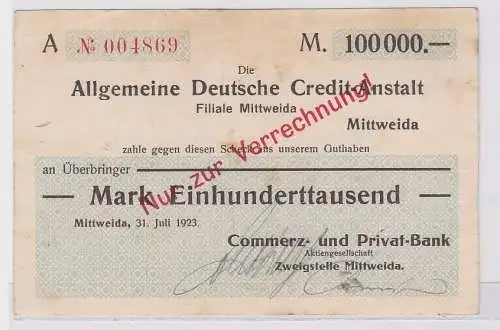 A № 004869 M. 100000.—
Die
Allgemeine Deutsche Credit-Anstalt
Filiale Mittweida
Mittweida
zahle gegen diesen Scheck aus unserem Guthaben
an Überbringer
— Mark Einhunderttausend —
Mittweida, 31. Juli 1923.
Commerz- und Privat-Bank
Aktiengesellschaft
Zweigstelle Mittweida.
Nur zur Verrechnung!